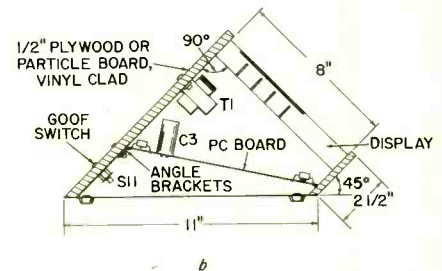 1/2" PLYWOOD OR
PARTICLE BOARD,
VINYL CLAD
90°
8"
T1
GOOF
SWITCH
C3
PC BOARD
DISPLAY
S11
ANGLE
BRACKETS
45°
2 1/2"
11"
b